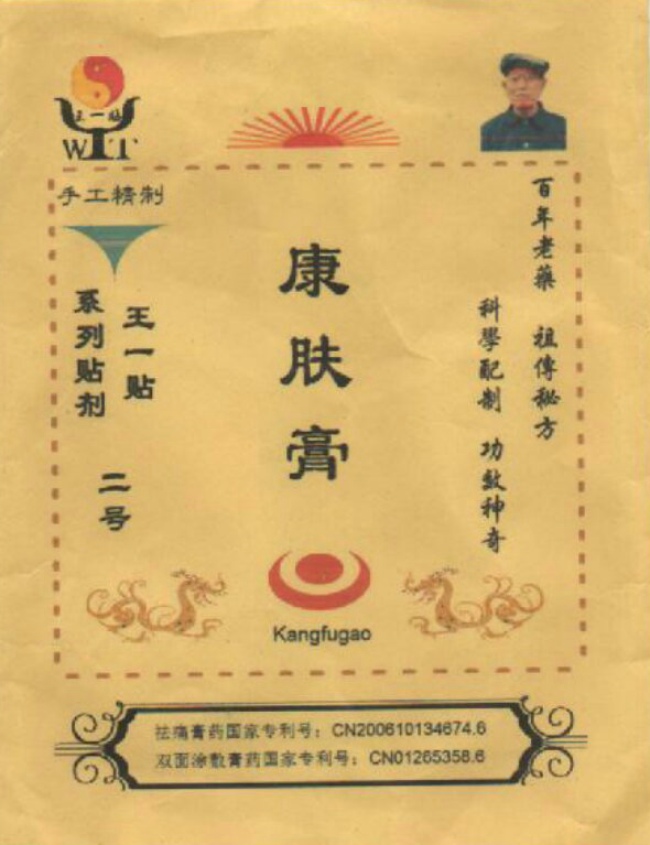 王一贴
WIT
手工精制
百年老藥 祖傳秘方
科學配制 功效神奇
康肤膏
王一贴
系列贴剂
二号
Kangfugao
祛痛膏药国家专利号：CN200610134674.6
双面涂敷膏药国家专利号：CN01265358.6